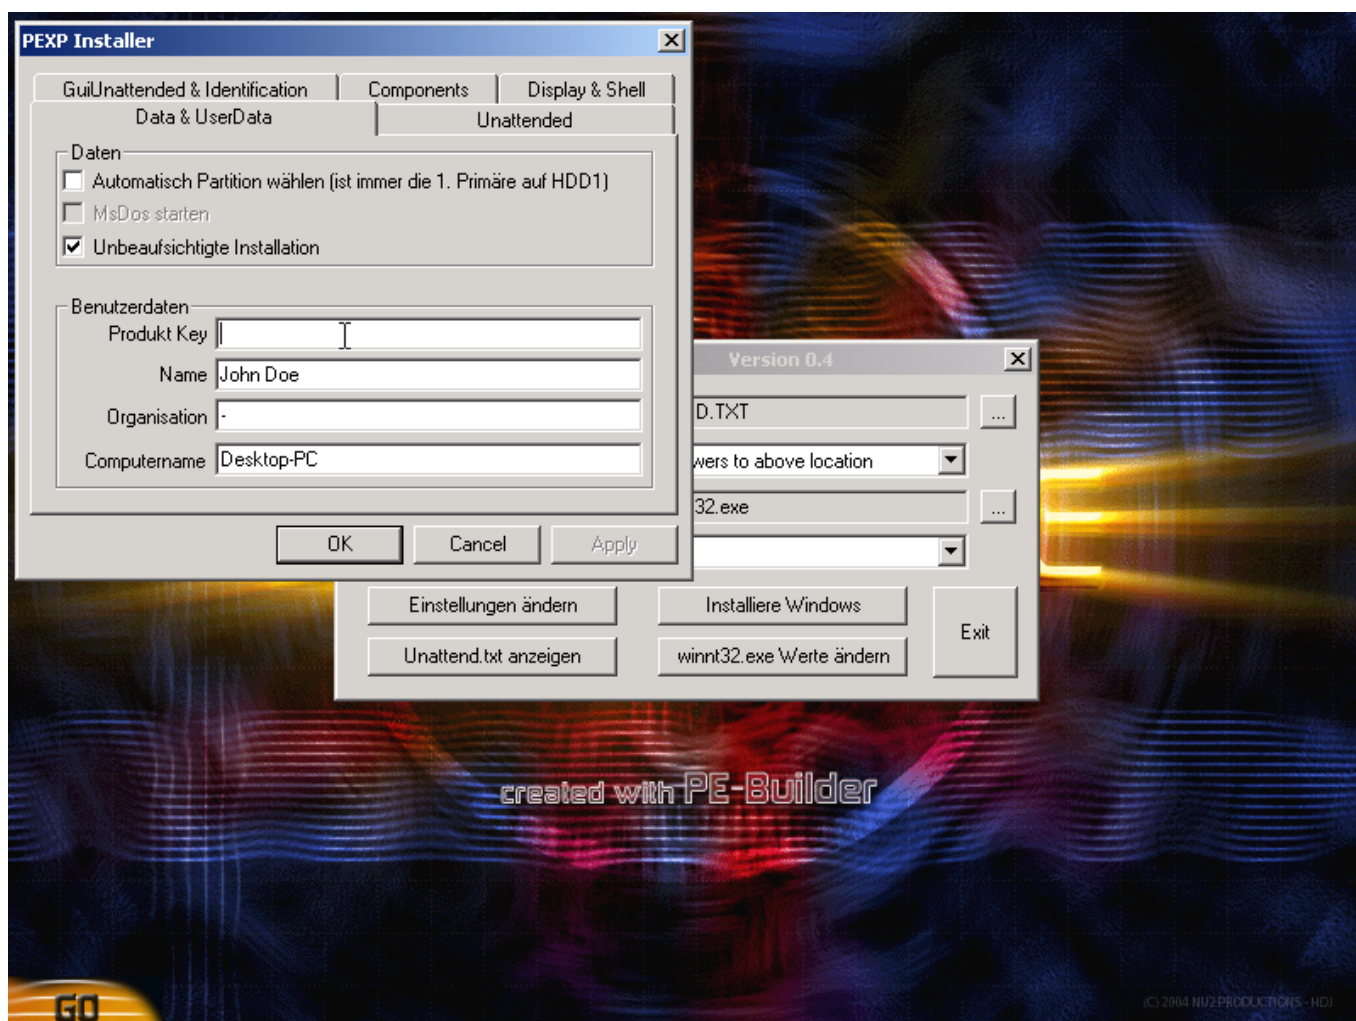 PEXP Installer
GuiUnattended & Identification
Components
Display & Shell
Data & UserData
Unattended
Daten
Automatisch Partition wählen (ist immer die 1. Primäre auf HDD1)
MsDos starten
Unbeaufsichtigte Installation
Benutzerdaten
Produkt Key
Name John Doe
Organisation -
Computername Desktop-PC
OK Cancel Apply
Version 0.4
D.TXT ...
wers to above location
32.exe ...
Einstellungen ändern
Installiere Windows
Exit
Unattend.txt anzeigen
winnt32.exe Werte ändern
created with PE-Builder
GO
(C) 2004 NU2PRODUCTIONS - HDJ